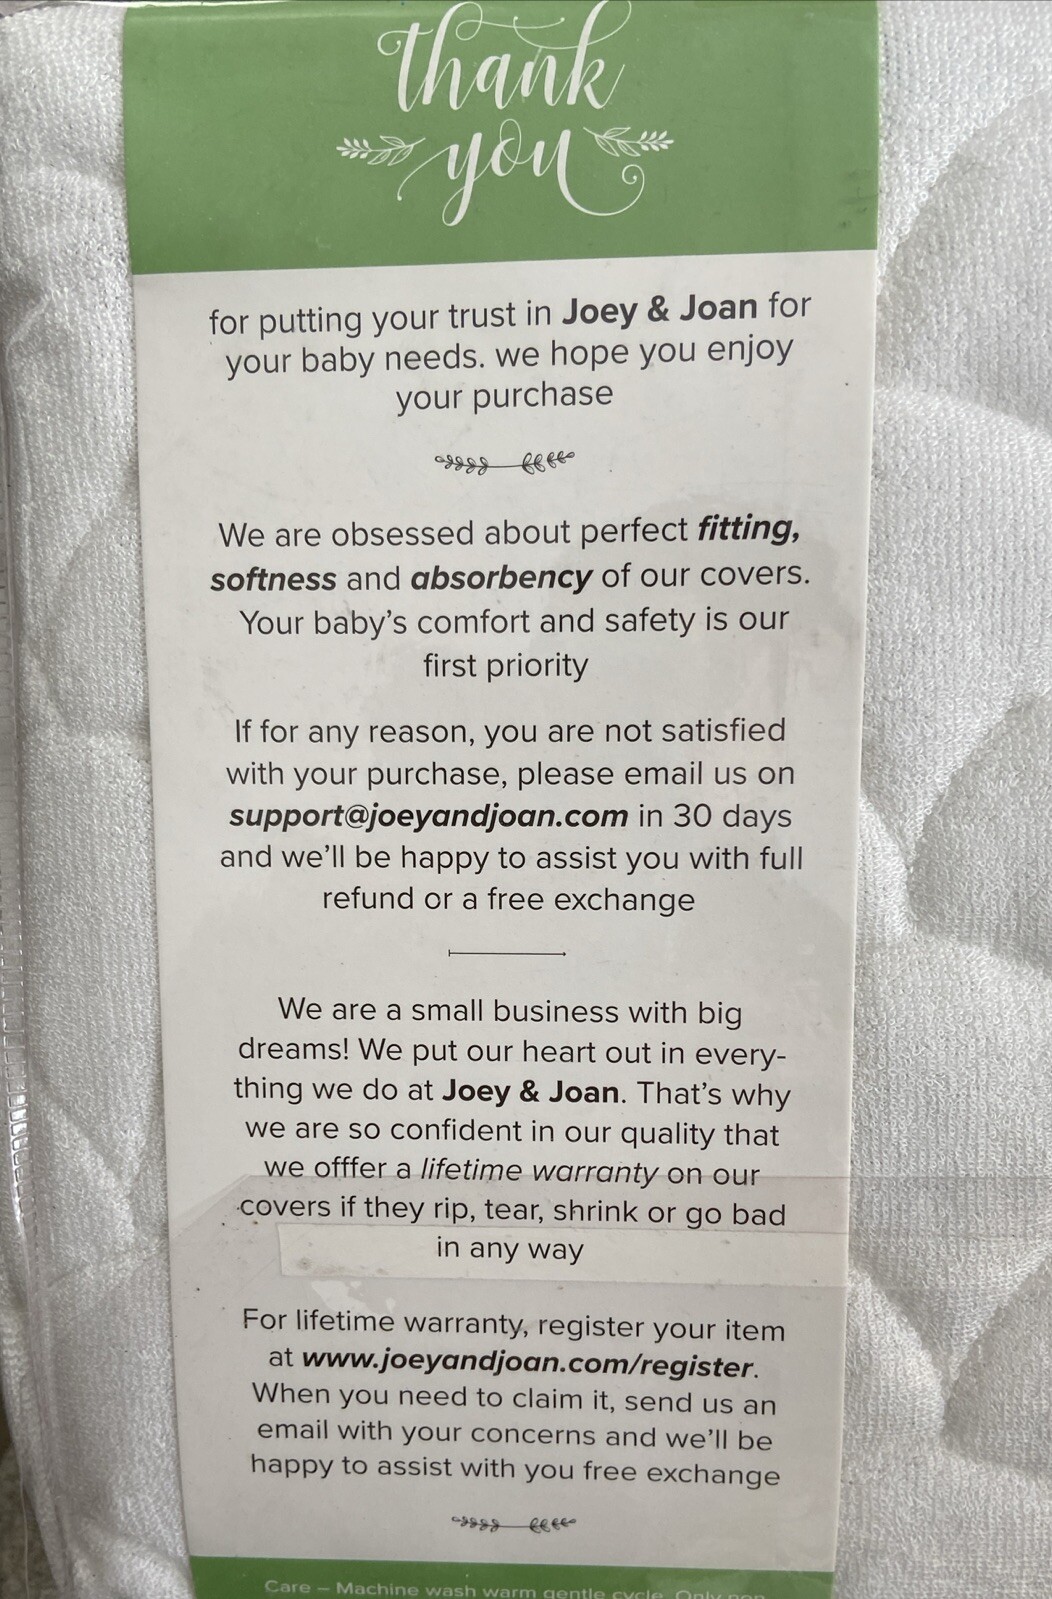 thank
you
for putting your trust in Joey & Joan for
your baby needs. we hope you enjoy
your purchase
We are obsessed about perfect fitting,
softness and absorbency of our covers.
Your baby's comfort and safety is our
first priority
If for any reason, you are not satisfied
with your purchase, please email us on
support@joeyandjoan.com in 30 days
and we'll be happy to assist you with full
refund or a free exchange
We are a small business with big
dreams! We put our heart out in every-
thing we do at Joey & Joan. That's why
we are so confident in our quality that
we offfer a lifetime warranty on our
covers if they rip, tear, shrink or go bad
in any way
For lifetime warranty, register your item
at www.joeyandjoan.com/register.
When you need to claim it, send us an
email with your concerns and we'll be
happy to assist with you free exchange
Care – Machine wash warm gentle cycle. Only non